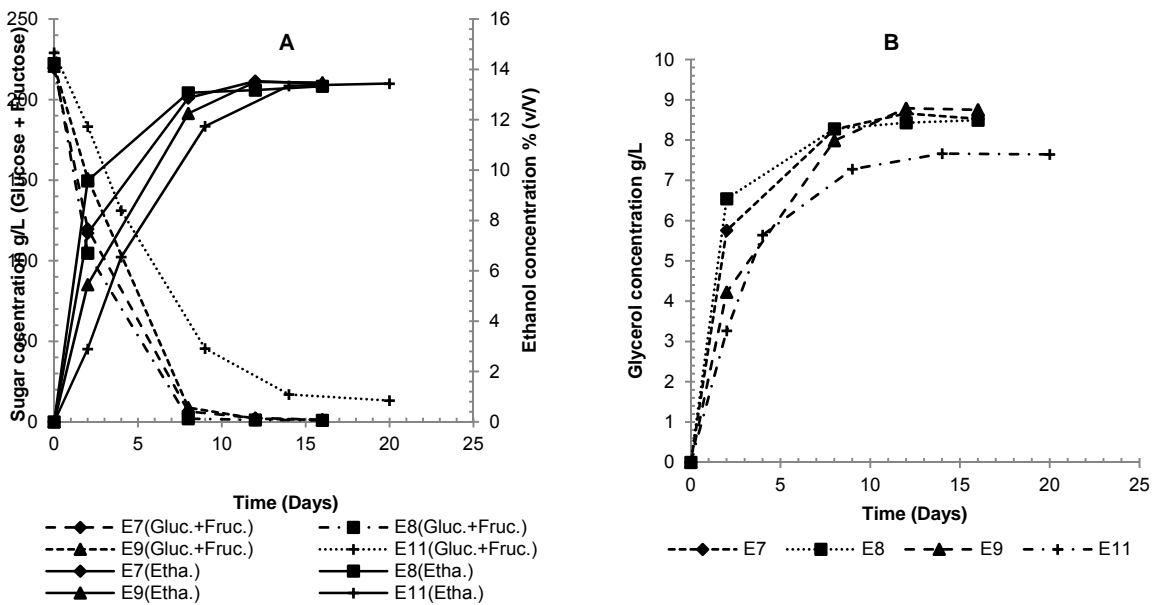 A
Sugar cosentration g/L (Glucose + Fructose)
250
200
150
100
50
0
0 5 10 15 20 25
16
14
12
10
8
6
4
2
0
Ethanol concentration % (v/V)
Time (Days)
E7(Gluc.+Fruc.) E8(Gluc.+Fruc.)
E9(Gluc.+Fruc.) E11(Gluc.+Fruc.)
E7(Etha.) E8(Etha.)
E9(Etha.) E11(Etha.)
B
Glycerol concentration g/L
10
9
8
7
6
5
4
3
2
1
0
0 5 10 15 20 25
Time (Days)
E7 E8 E9 E11